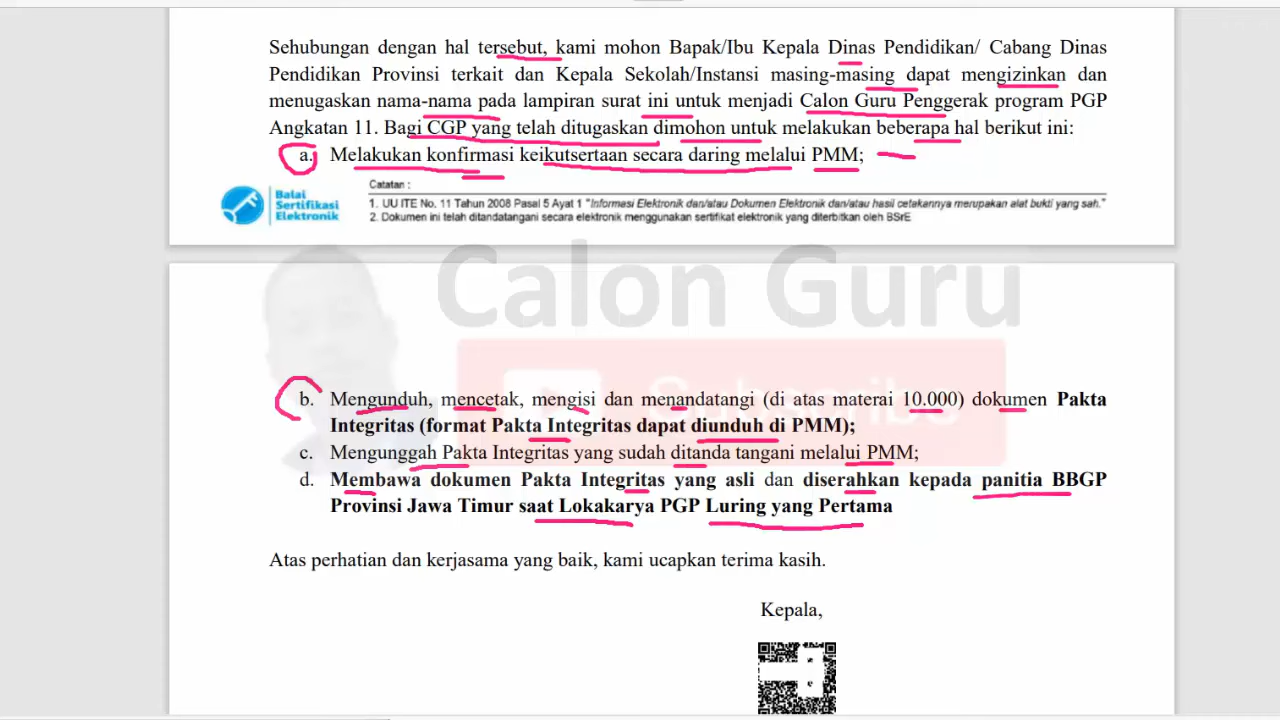 Sehubungan dengan hal tersebut, kami mohon Bapak/Ibu Kepala Dinas Pendidikan/ Cabang Dinas
Pendidikan Provinsi terkait dan Kepala Sekolah/Instansi masing-masing dapat mengizinkan dan
menugaskan nama-nama pada lampiran surat ini untuk menjadi Calon Guru Penggerak program PGP
Angkatan 11. Bagi CGP yang telah ditugaskan dimohon untuk melakukan beberapa hal berikut ini:
a. Melakukan konfirmasi keikutsertaan secara daring melalui PMM;
Balai
Sertifikasi
Elektronik
Catatan :
1. UU ITE No. 11 Tahun 2008 Pasal 5 Ayat 1 "Informasi Elektronik dan/atau Dokumen Elektronik dan/atau hasil cetakannya merupakan alat bukti yang sah."
2. Dokumen ini telah ditandatangani secara elektronik menggunakan sertifikat elektronik yang diterbitkan oleh BSrE
Calon Guru
Subscribe
b. Mengunduh, mencetak, mengisi dan menandatangi (di atas materai 10.000) dokumen Pakta
Integritas (format Pakta Integritas dapat diunduh di PMM);
c. Mengunggah Pakta Integritas yang sudah ditanda tangani melalui PMM;
d. Membawa dokumen Pakta Integritas yang asli dan diserahkan kepada panitia BBGP
Provinsi Jawa Timur saat Lokakarya PGP Luring yang Pertama
Atas perhatian dan kerjasama yang baik, kami ucapkan terima kasih.
Kepala,